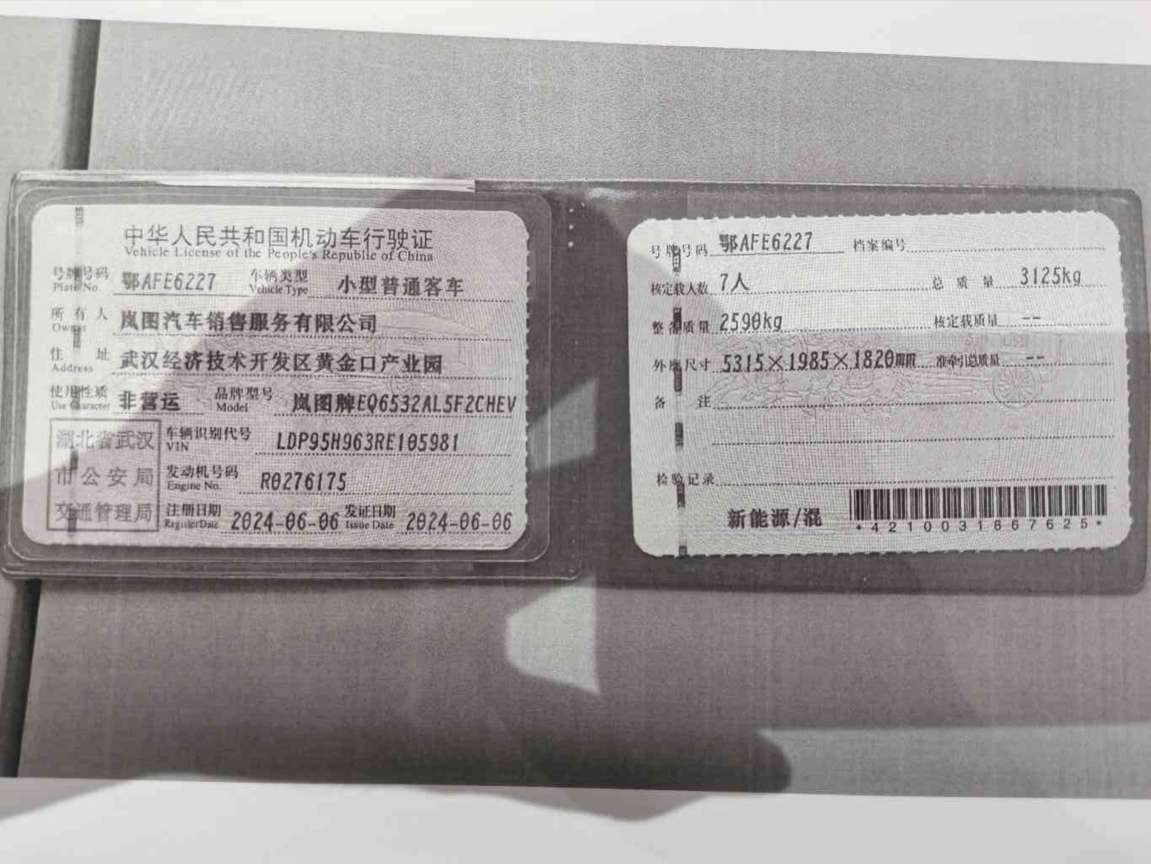 中华人民共和国机动车行驶证
Vehicle License of the People's Republic of China
号牌号码 鄂AFE6227 车辆类型 小型普通客车
Plate No. Vehicle Type
所有人 岚图汽车销售服务有限公司
Owner
住址 武汉经济技术开发区黄金口产业园
Address
使用性质 非营运 品牌型号 岚图牌EQ6532AL5F2CHEV
Use Character Model
湖北省武汉
市公安局
交通管理局
车辆识别代号 LDP95H963RE105981
VIN
发动机号码 R0276175
Engine No.
注册日期 2024-06-06 发证日期 2024-06-06
Register Date Issue Date
号牌号码 鄂AFE6227 档案编号
核定载人数 7人 总质量 3125kg
整备质量 2590kg 核定载质量 --
外廓尺寸 5315×1985×1820mm 准牵引总质量 --
备注
检验记录
新能源/混
*4210031867625*